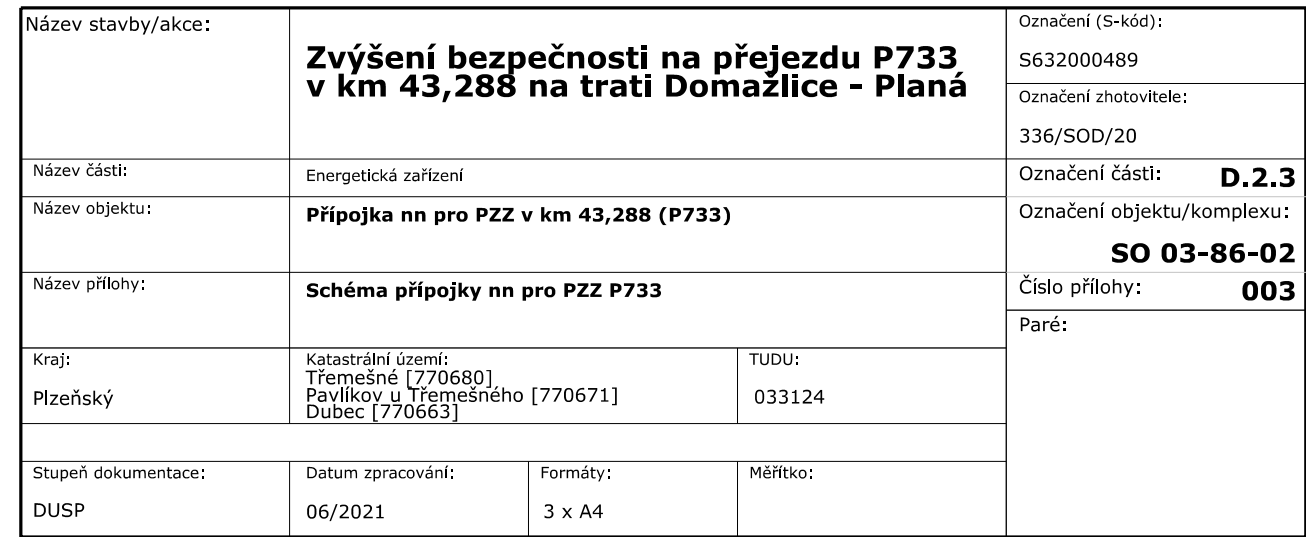 Název stavby/akce:
Zvýšení bezpečnosti na přejezdu P733
v km 43,288 na trati Domažlice - Planá
Označení (S-kód):
S632000489
Označení zhotovitele:
336/SOD/20
Název části:
Energetická zařízení
Označení části:
D.2.3
Název objektu:
Přípojka nn pro PZZ v km 43,288 (P733)
Označení objektu/komplexu:
SO 03-86-02
Název přílohy:
Schéma přípojky nn pro PZZ P733
Číslo přílohy:
003
Paré:
Kraj:
Plzeňský
Katastrální území:
Třemešné [770680]
Pavlíkov u Třemešného [770671]
Dubec [770663]
TUDU:
033124
Stupeň dokumentace:
DUSP
Datum zpracování:
06/2021
Formáty:
3 x A4
Měřítko: